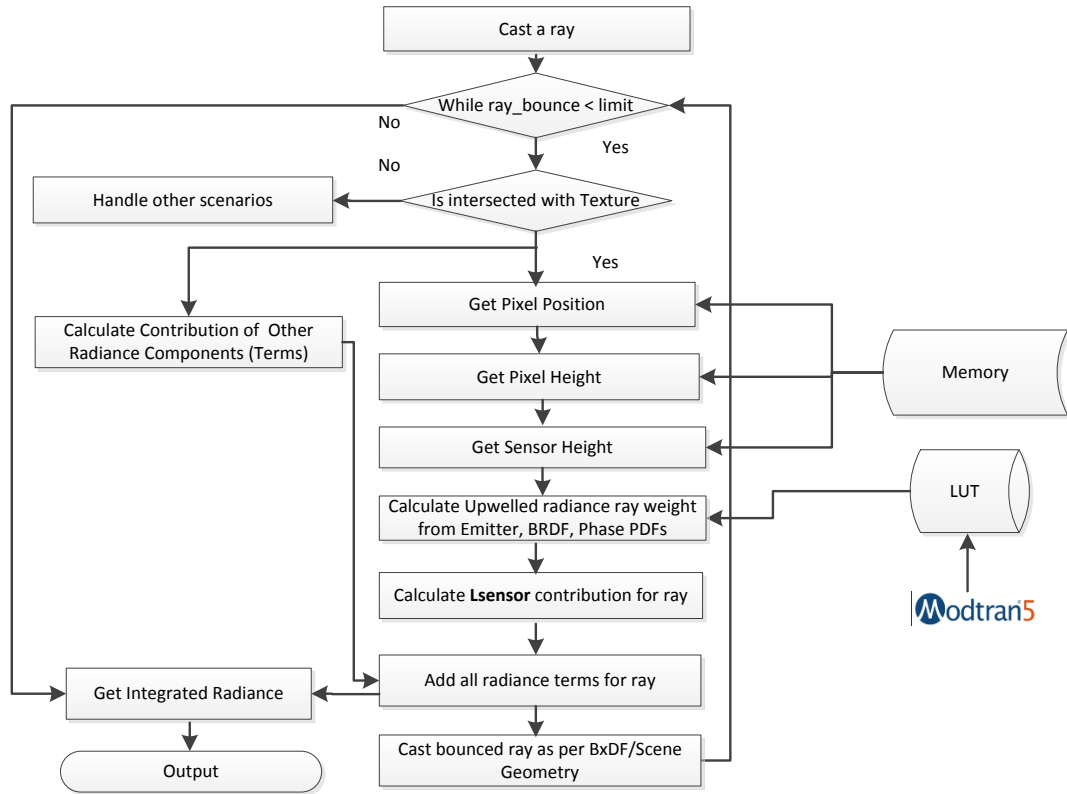 Cast a ray
While ray_bounce < limit
No
Yes
No
Is intersected with Texture
Handle other scenarios
Yes
Get Pixel Position
Calculate Contribution of Other
Radiance Components (Terms)
Get Pixel Height
Memory
Get Sensor Height
LUT
Calculate Upwelled radiance ray weight
from Emitter, BRDF, Phase PDFs
Calculate Lsensor contribution for ray
Modtran5
Add all radiance terms for ray
Get Integrated Radiance
Cast bounced ray as per BxDF/Scene
Geometry
Output